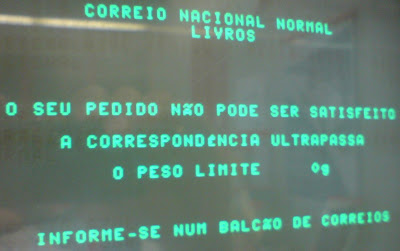 CORREIO NACIONAL NORMAL
LIVROS
O SEU PEDIDO NãO PODE SER SATISFEITO
A CORRESPONDêNCIA ULTRAPASSA
O PESO LIMITE 0g
INFORME-SE NUM BALCãO DE CORREIOS